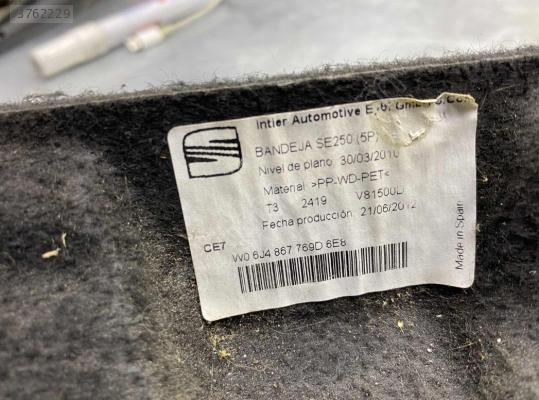 3762229
Intier Automotive
BANDEJA SE250 (5P)
Nivel de plano 30/03/2010
Material >PP-WD-PET<
T3 2419 V81500D
Fecha producción 21/06/2012
CE7
W0 6J4 867 769D 6E8
Made in Spain